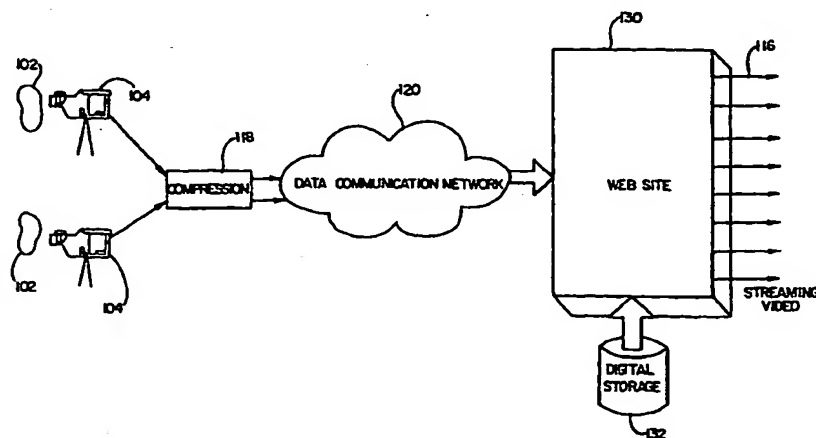 130
116
102
104
120
118
COMPRESSION
DATA COMMUNICATION NETWORK
WEB SITE
102
104
STREAMING
VIDEO
DIGITAL
STORAGE
132